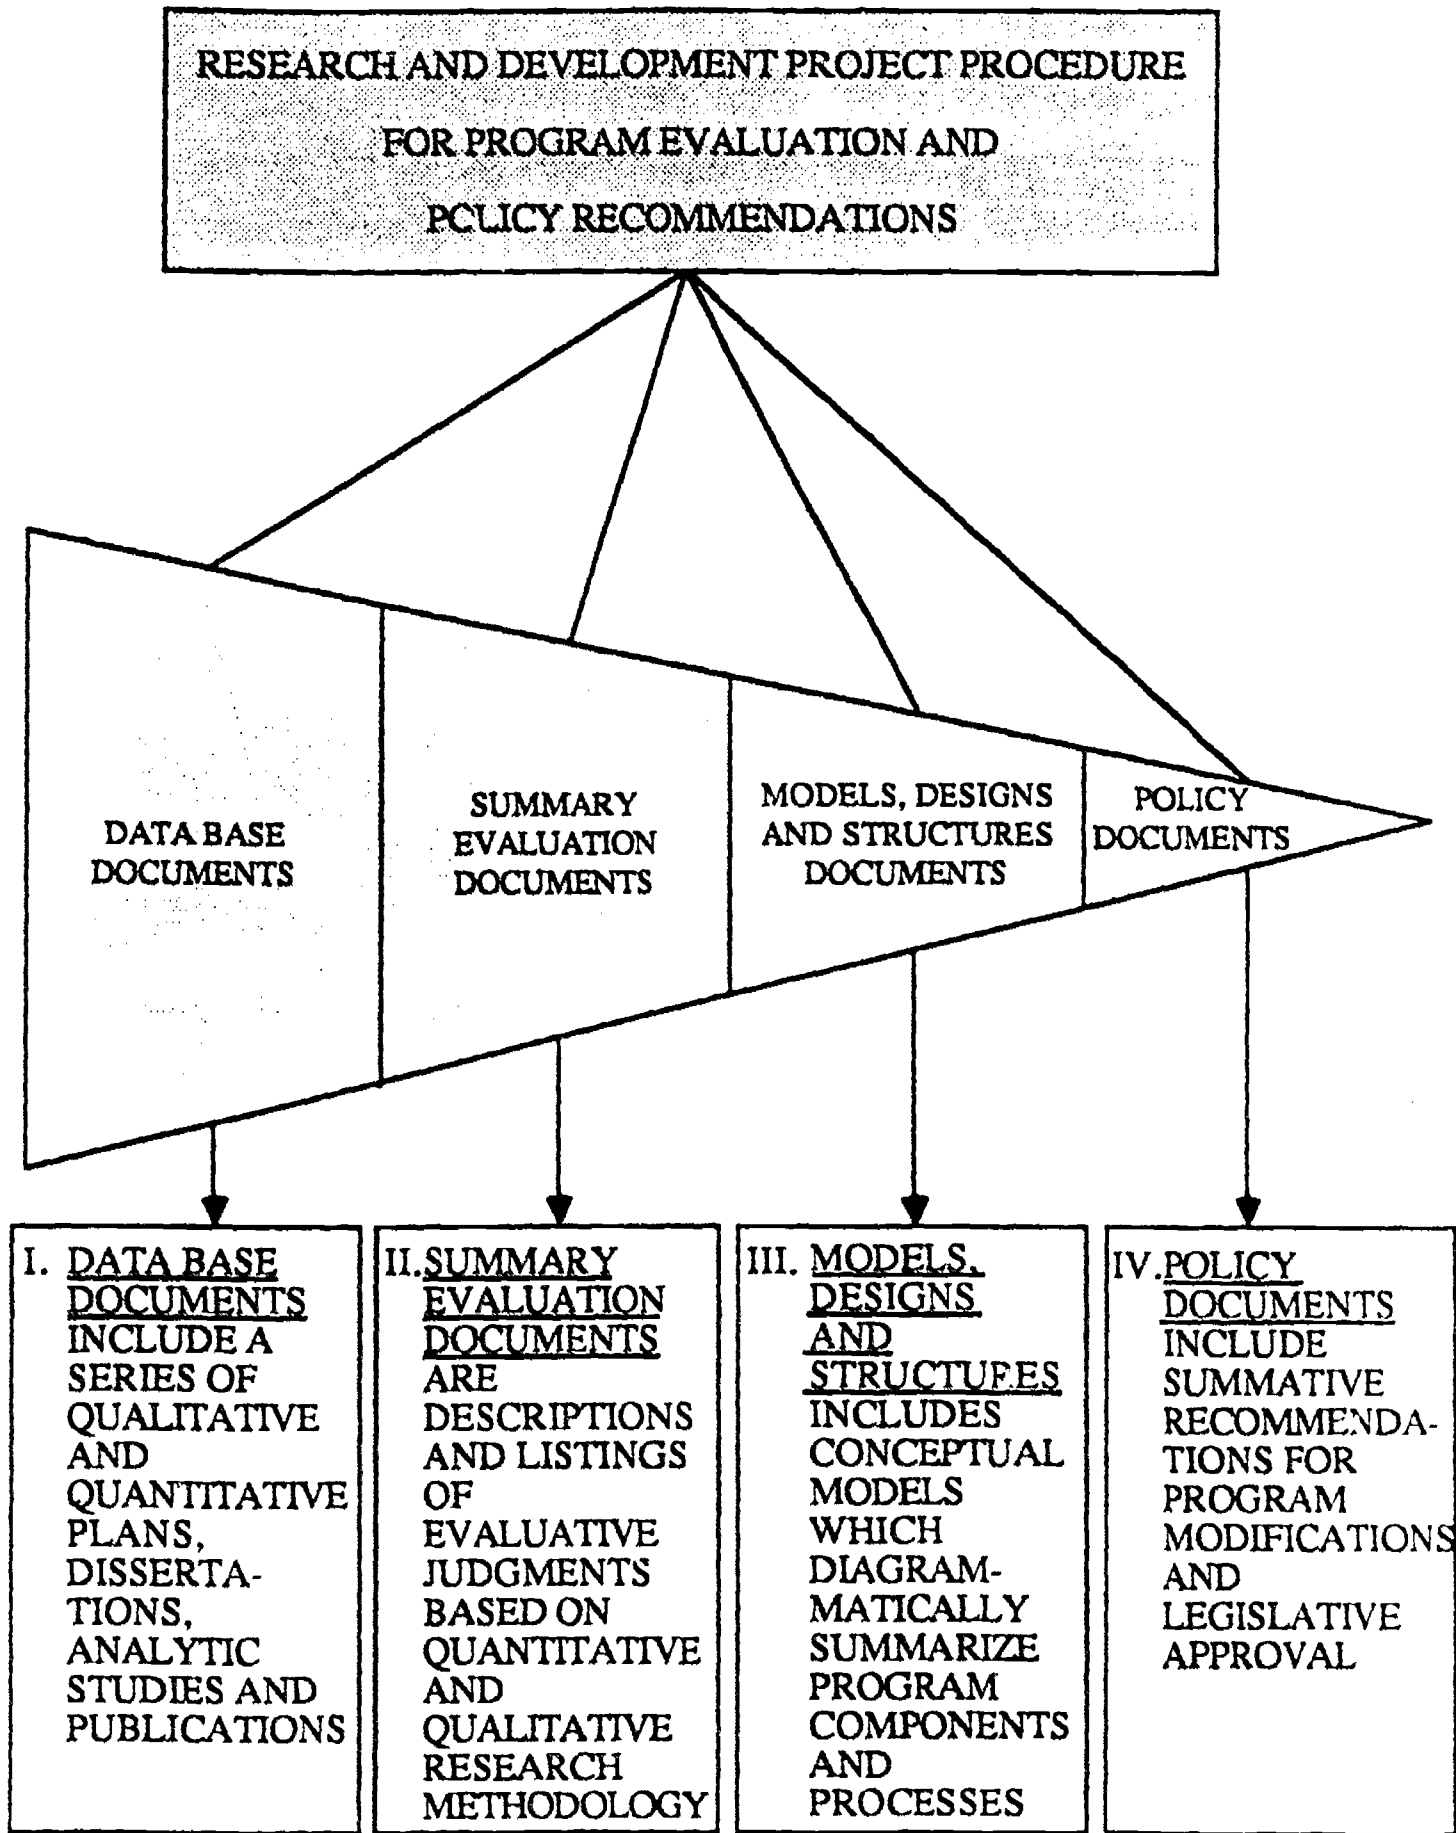 RESEARCH AND DEVELOPMENT PROJECT PROCEDURE
FOR PROGRAM EVALUATION AND
POLICY RECOMMENDATIONS
DATA BASE
DOCUMENTS
SUMMARY
EVALUATION
DOCUMENTS
MODELS, DESIGNS
AND STRUCTURES
DOCUMENTS
POLICY
DOCUMENTS
I. DATA BASE
DOCUMENTS
INCLUDE A
SERIES OF
QUALITATIVE
AND
QUANTITATIVE
PLANS,
DISSERTA-
TIONS,
ANALYTIC
STUDIES AND
PUBLICATIONS
II. SUMMARY
EVALUATION
DOCUMENTS
ARE
DESCRIPTIONS
AND LISTINGS
OF
EVALUATIVE
JUDGMENTS
BASED ON
QUANTITATIVE
AND
QUALITATIVE
RESEARCH
METHODOLOGY
III. MODELS,
DESIGNS
AND
STRUCTURES
INCLUDES
CONCEPTUAL
MODELS
WHICH
DIAGRAM-
MATICALLY
SUMMARIZE
PROGRAM
COMPONENTS
AND
PROCESSES
IV. POLICY
DOCUMENTS
INCLUDE
SUMMATIVE
RECOMMENDA-
TIONS FOR
PROGRAM
MODIFICATIONS
AND
LEGISLATIVE
APPROVAL